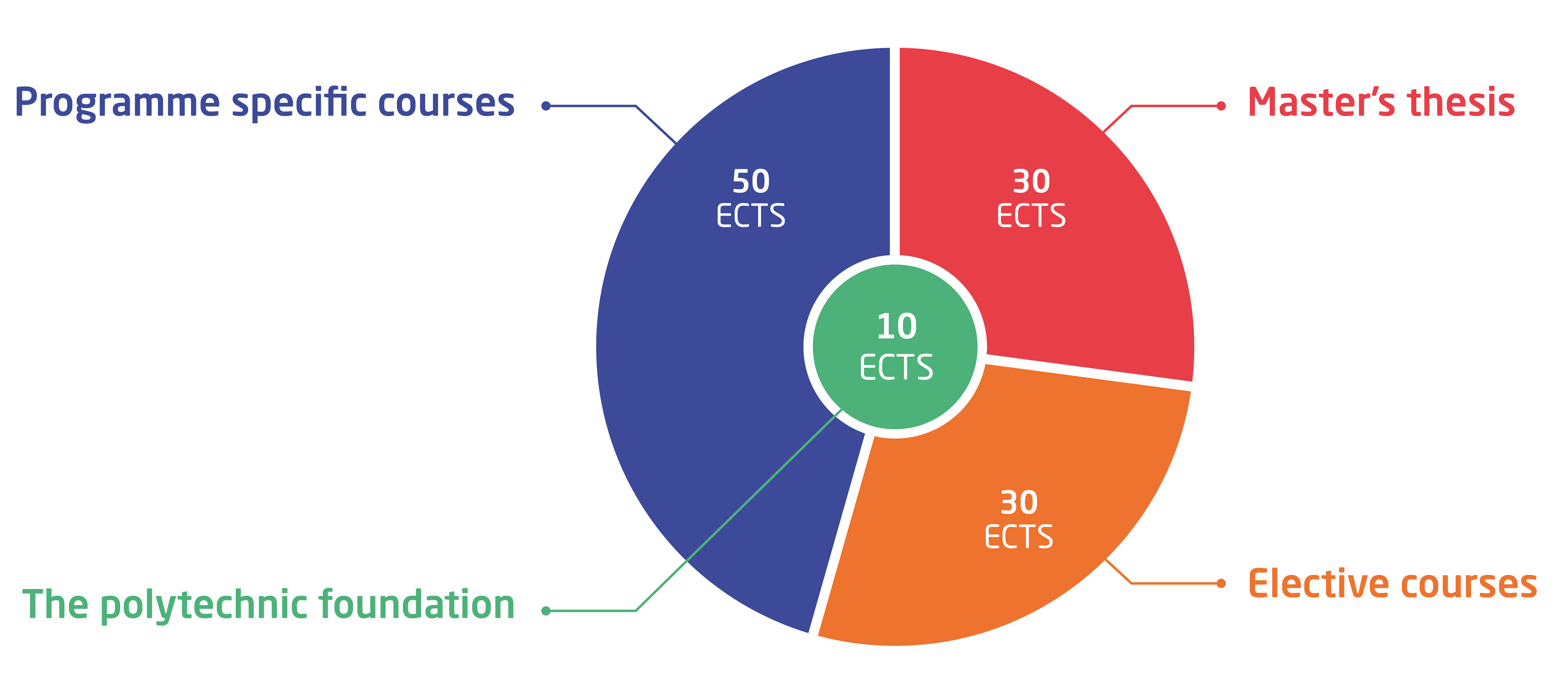 Programme specific courses
Master's thesis
50
ECTS
30
ECTS
10
ECTS
30
ECTS
The polytechnic foundation
Elective courses